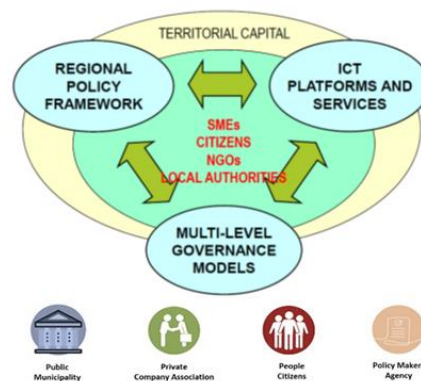 TERRITORIAL CAPITAL
REGIONAL
POLICY
FRAMEWORK
ICT
PLATFORMS AND
SERVICES
SMEs
CITIZENS
NGOs
LOCAL AUTHORITIES
MULTI-LEVEL
GOVERNANCE
MODELS
Public
Municipality
Private
Company Association
People
Citizens
Policy Maker
Agency